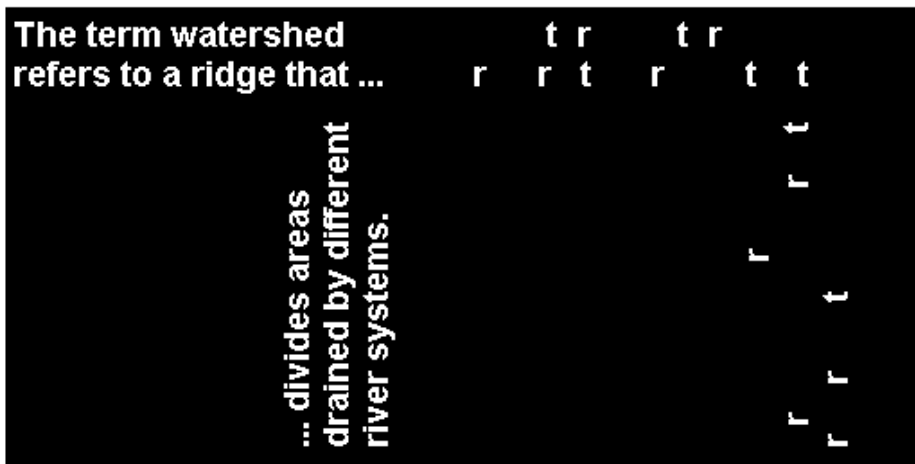 The term watershed
refers to a ridge that ...
t r t r
r r t r t t
... divides areas
drained by different
river systems.
r
r r t
r r t